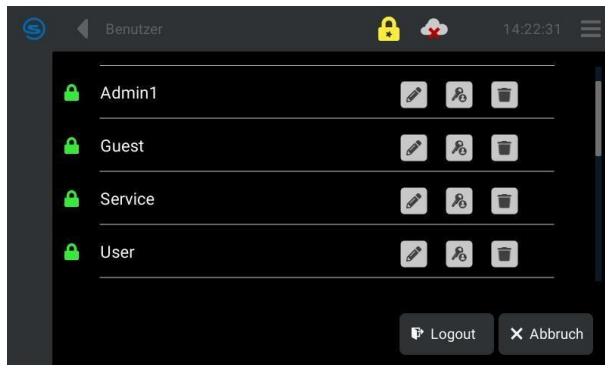 Benutzer 14:22:31
Admin1
Guest
Service
User
Logout Abbruch